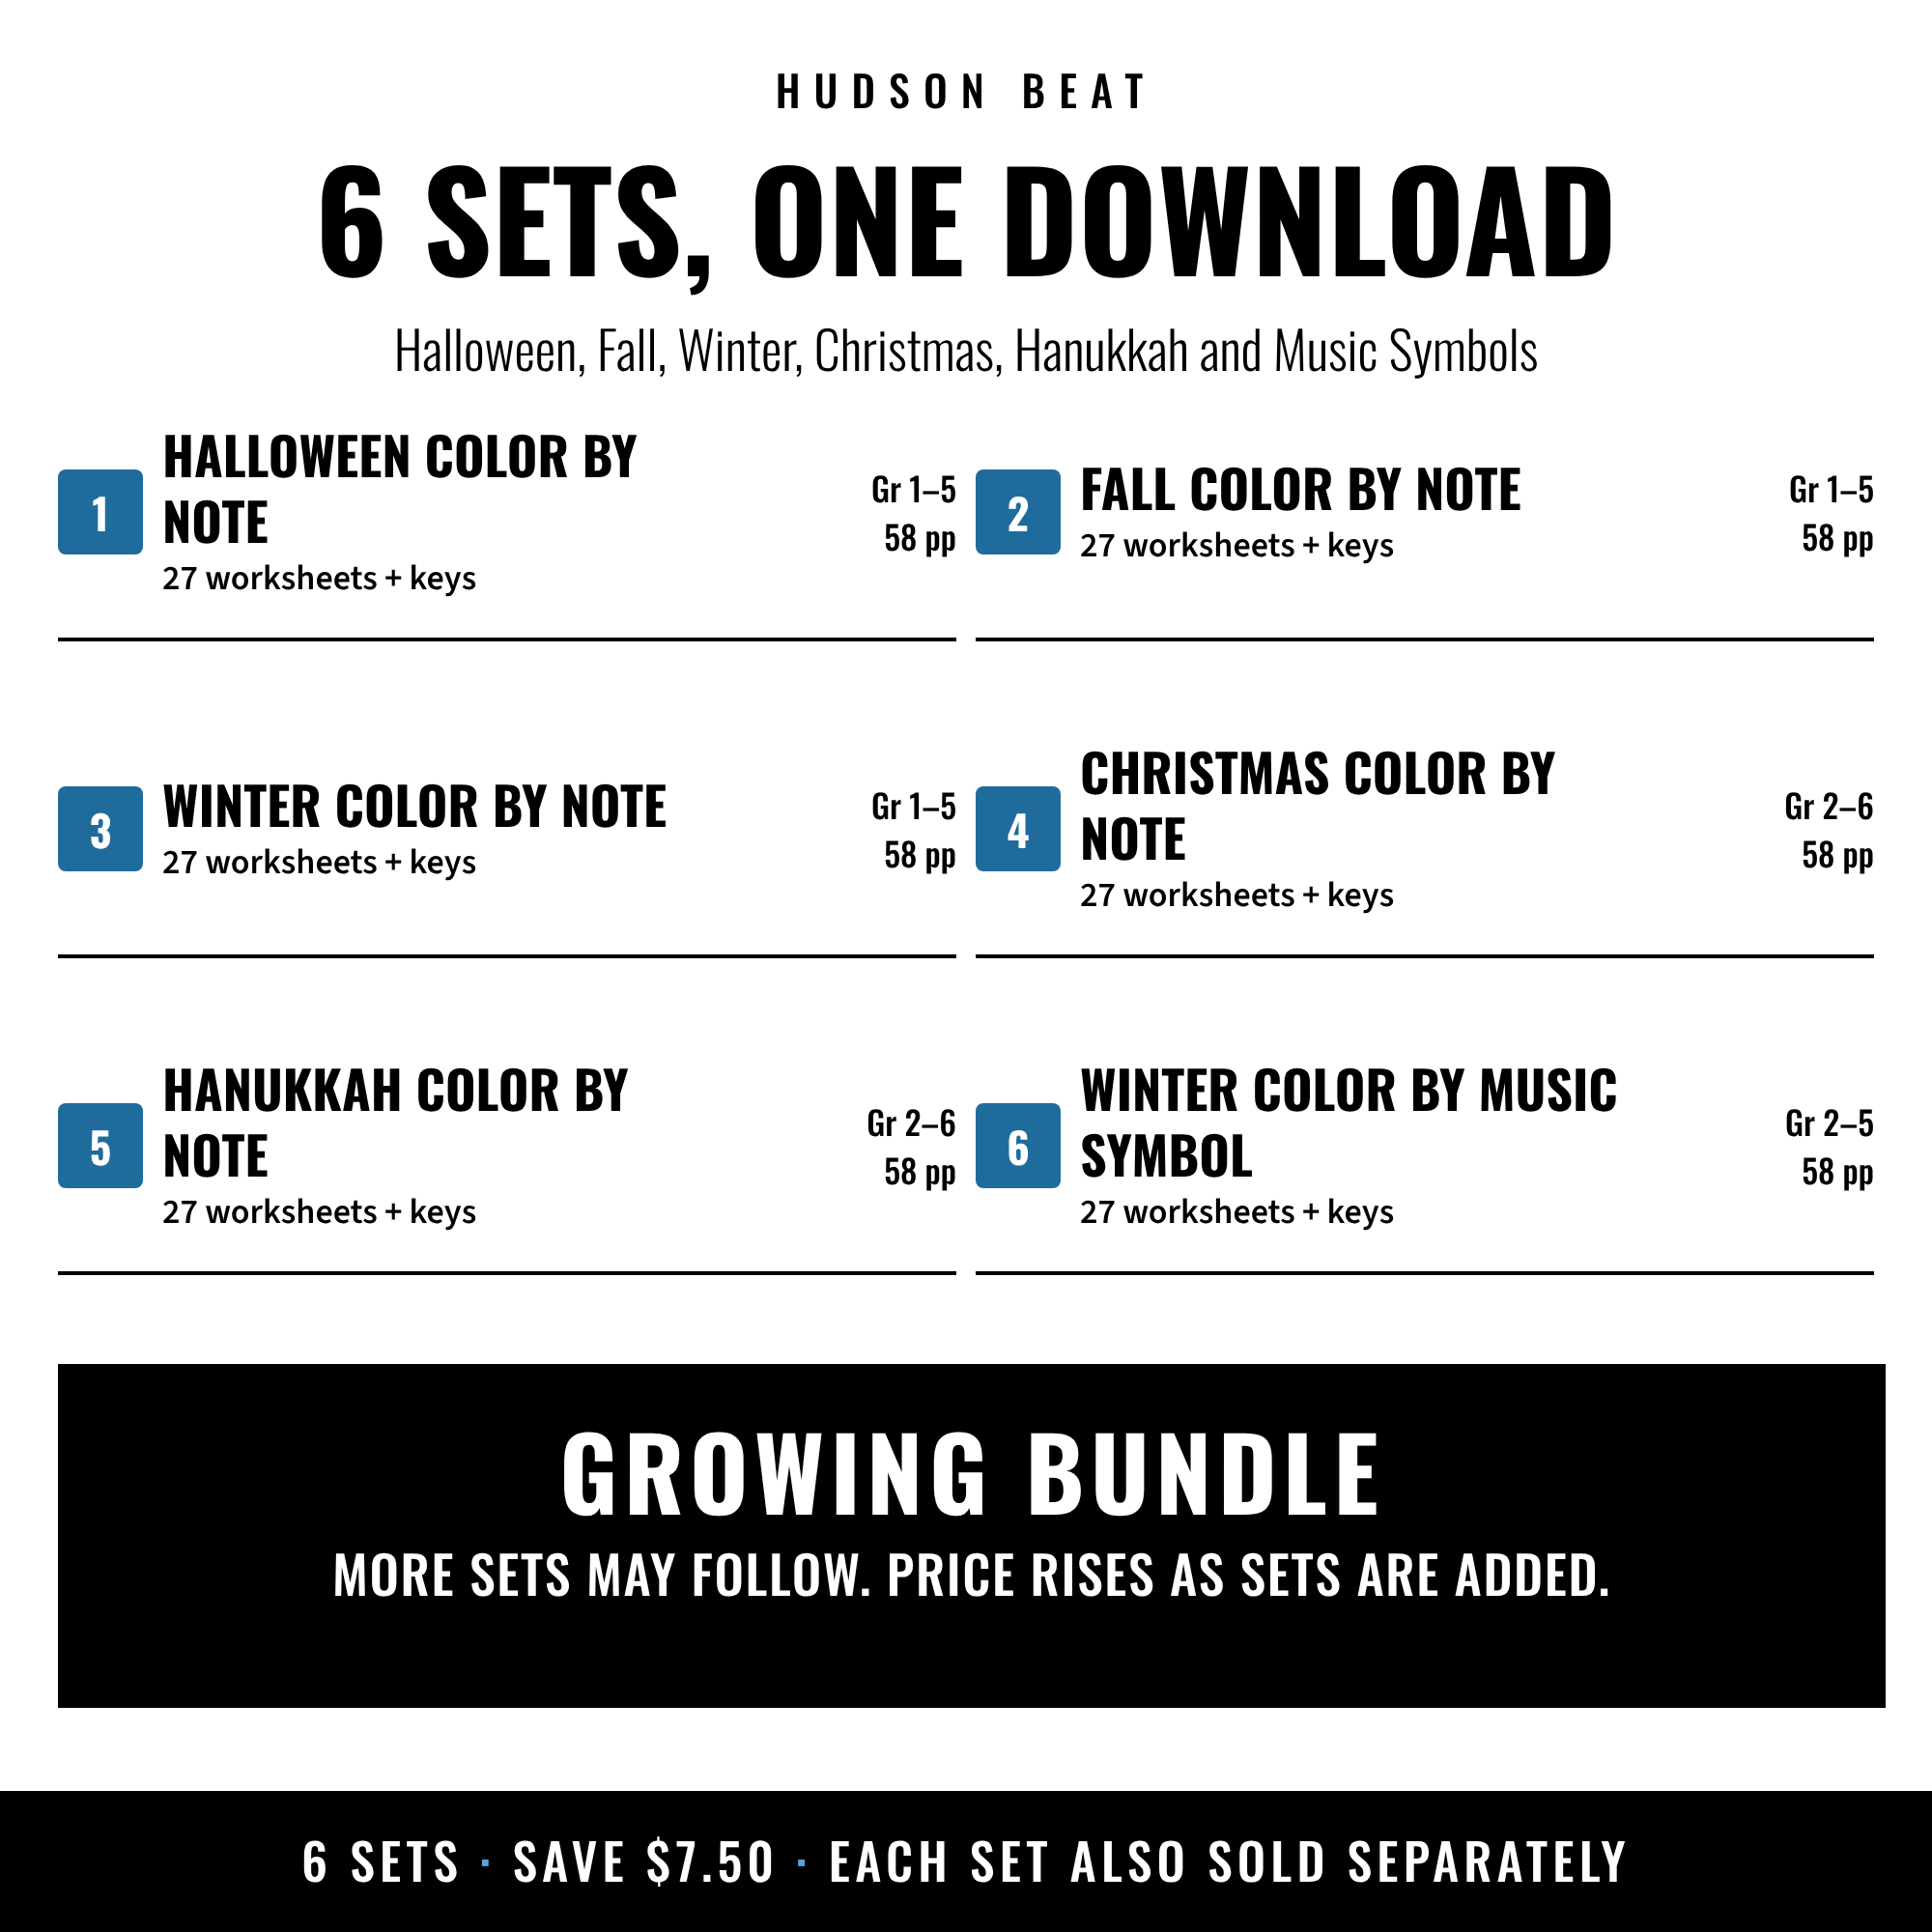 HUDSON BEAT
6 SETS, ONE DOWNLOAD
Halloween, Fall, Winter, Christmas, Hanukkah and Music Symbols
1
HALLOWEEN COLOR BY
NOTE
27 worksheets + keys
Gr 1–5
58 pp
2
FALL COLOR BY NOTE
27 worksheets + keys
Gr 1–5
58 pp
3
WINTER COLOR BY NOTE
27 worksheets + keys
Gr 1–5
58 pp
4
CHRISTMAS COLOR BY
NOTE
27 worksheets + keys
Gr 2–6
58 pp
5
HANUKKAH COLOR BY
NOTE
27 worksheets + keys
Gr 2–6
58 pp
6
WINTER COLOR BY MUSIC
SYMBOL
27 worksheets + keys
Gr 2–5
58 pp
GROWING BUNDLE
MORE SETS MAY FOLLOW. PRICE RISES AS SETS ARE ADDED.
6 SETS · SAVE $7.50 · EACH SET ALSO SOLD SEPARATELY